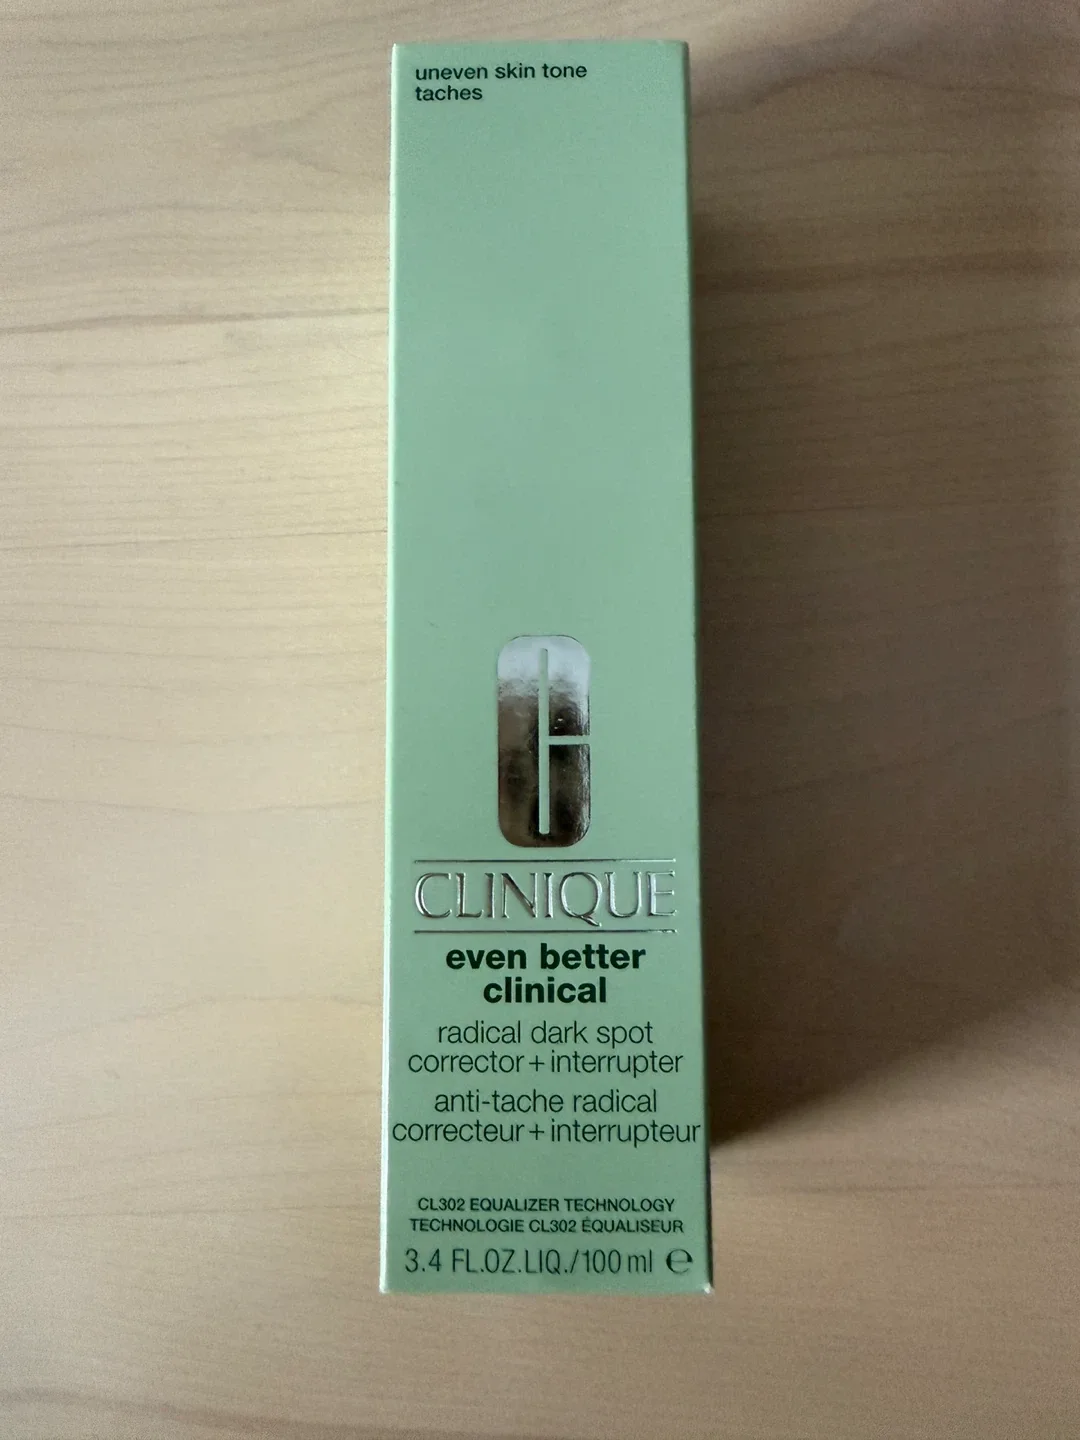 uneven skin tone
taches
CLINIQUE
even better
clinical
radical dark spot
corrector+interrupter
anti-tache radical
correcteur+interrupteur
CL302 EQUALIZER TECHNOLOGY
TECHNOLOGIE CL302 ÉQUALISEUR
3.4 FL.OZ.LIQ./100 ml ℮